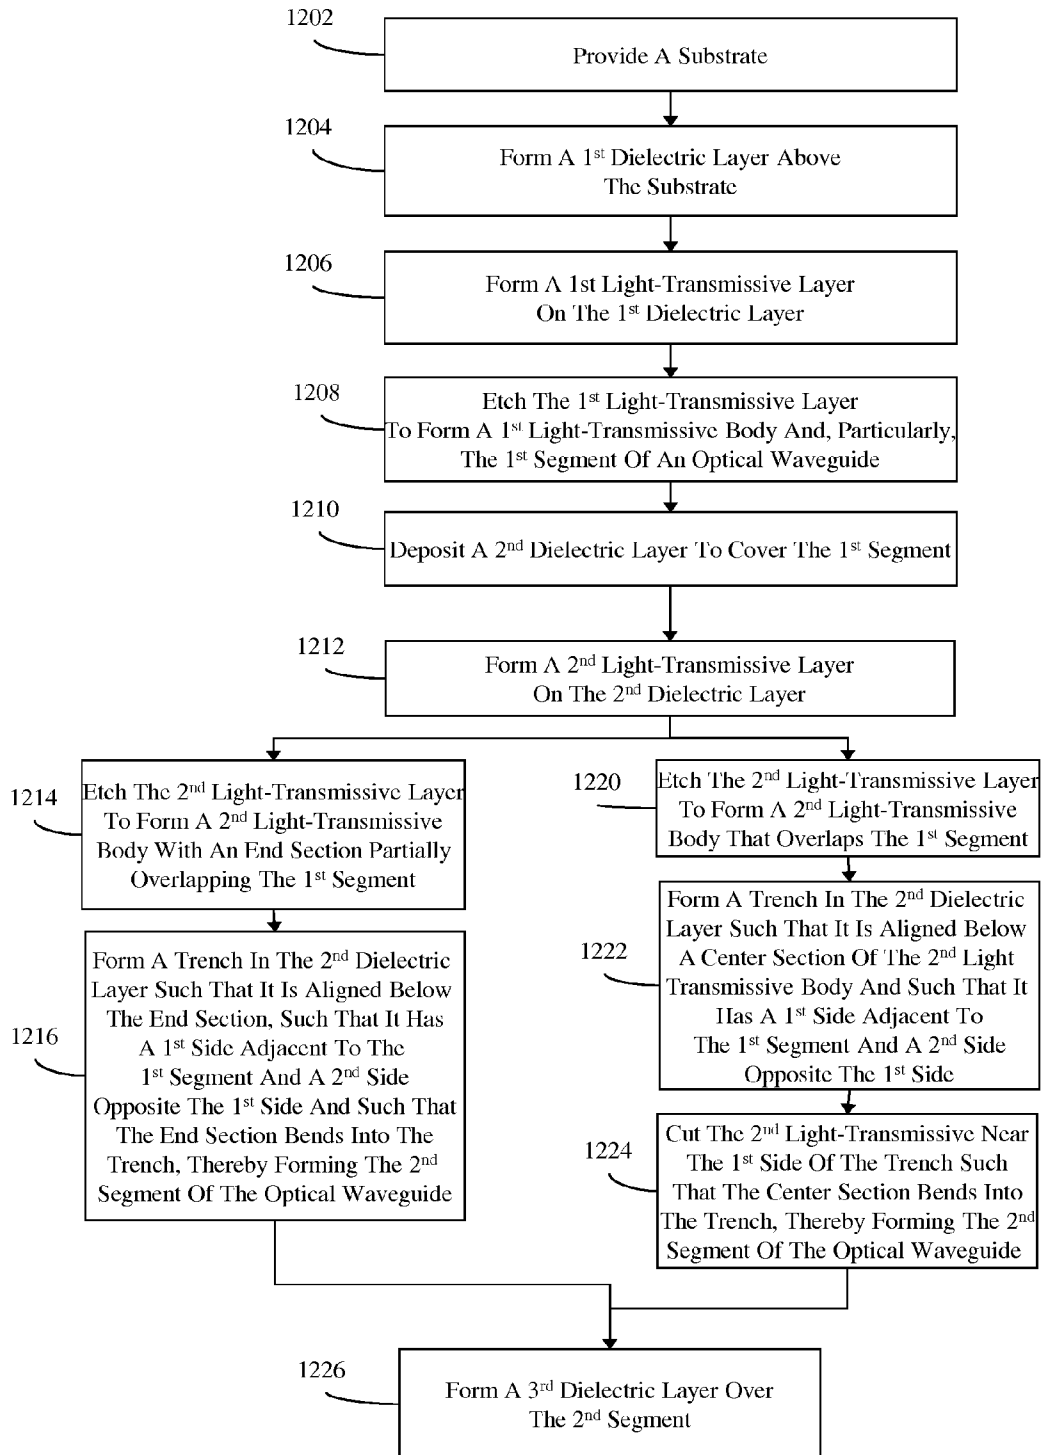 1202
Provide A Substrate
1204
Form A 1st Dielectric Layer Above
The Substrate
1206
Form A 1st Light-Transmissive Layer
On The 1st Dielectric Layer
1208
Etch The 1st Light-Transmissive Layer
To Form A 1st Light-Transmissive Body And, Particularly,
The 1st Segment Of An Optical Waveguide
1210
Deposit A 2nd Dielectric Layer To Cover The 1st Segment
1212
Form A 2nd Light-Transmissive Layer
On The 2nd Dielectric Layer
1214
Etch The 2nd Light-Transmissive Layer
To Form A 2nd Light-Transmissive
Body With An End Section Partially
Overlapping The 1st Segment
1216
Form A Trench In The 2nd Dielectric
Layer Such That It Is Aligned Below
The End Section, Such That It Has
A 1st Side Adjacent To The
1st Segment And A 2nd Side
Opposite The 1st Side And Such That
The End Section Bends Into The
Trench, Thereby Forming The 2nd
Segment Of The Optical Waveguide
1220
Etch The 2nd Light-Transmissive Layer
To Form A 2nd Light-Transmissive
Body That Overlaps The 1st Segment
1222
Form A Trench In The 2nd Dielectric
Layer Such That It Is Aligned Below
A Center Section Of The 2nd Light
Transmissive Body And Such That It
Has A 1st Side Adjacent To
The 1st Segment And A 2nd Side
Opposite The 1st Side
1224
Cut The 2nd Light-Transmissive Near
The 1st Side Of The Trench Such
That The Center Section Bends Into
The Trench, Thereby Forming The 2nd
Segment Of The Optical Waveguide
1226
Form A 3rd Dielectric Layer Over
The 2nd Segment